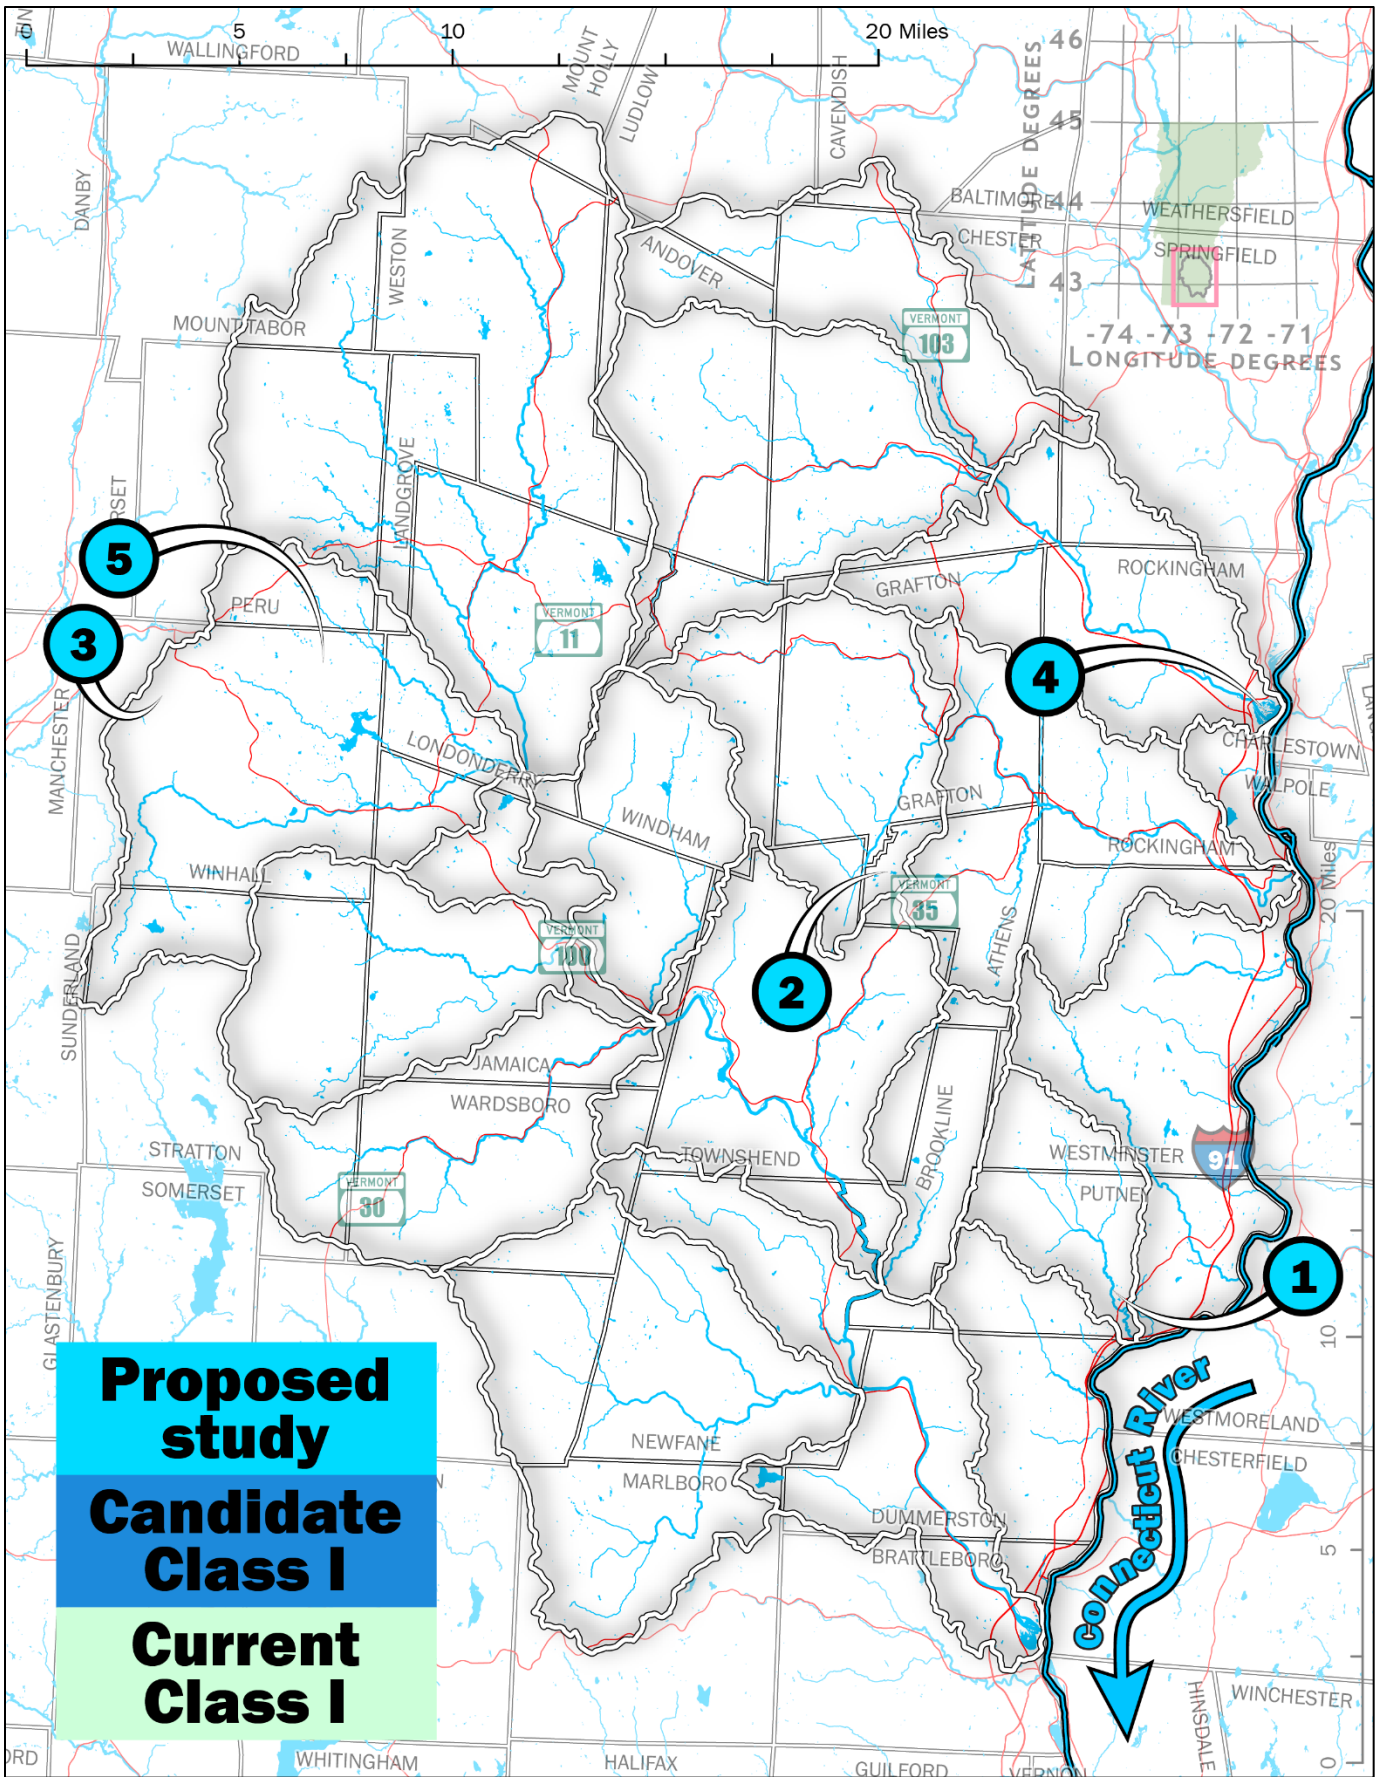 0
5
10
20 Miles
WALLINGFORD
MOUNT
HOLLY
LUDLOW
CAVENDISH
DANBY
WESTON
ANDOVER
BALTIMORE
CHESTER
WEATHERSFIELD
SPRINGFIELD
LATITUDE DEGREES
46
45
44
43
-74 -73 -72 -71
LONGITUDE DEGREES
MOUNT TABOR
VERMONT
103
LANDGROVE
RSET
5
PERU
3
VERMONT
11
GRAFTON
ROCKINGHAM
4
MANCHESTER
LONDONDERRY
WINDHAM
GRAFTON
CHARLESTOWN
WALPOLE
ROCKINGHAM
WINHALL
VERMONT
35
VERMONT
100
ATHENS
20 Miles
2
SUNDERLAND
JAMAICA
WARDSBORO
BROOKLINE
STRATTON
SOMERSET
TOWNSHEND
WESTMINSTER
91
PUTNEY
VERMONT
30
GLASTENBURY
1
10
Proposed
study
Candidate
Class I
Current
Class I
Connecticut River
WESTMORELAND
CHESTERFIELD
NEWFANE
MARLBORO
N
DUMMERSTON
BRATTLEBORO
5
HINSDALE
WINCHESTER
ORD
WHITINGHAM
HALIFAX
GUILFORD
VERNON
0